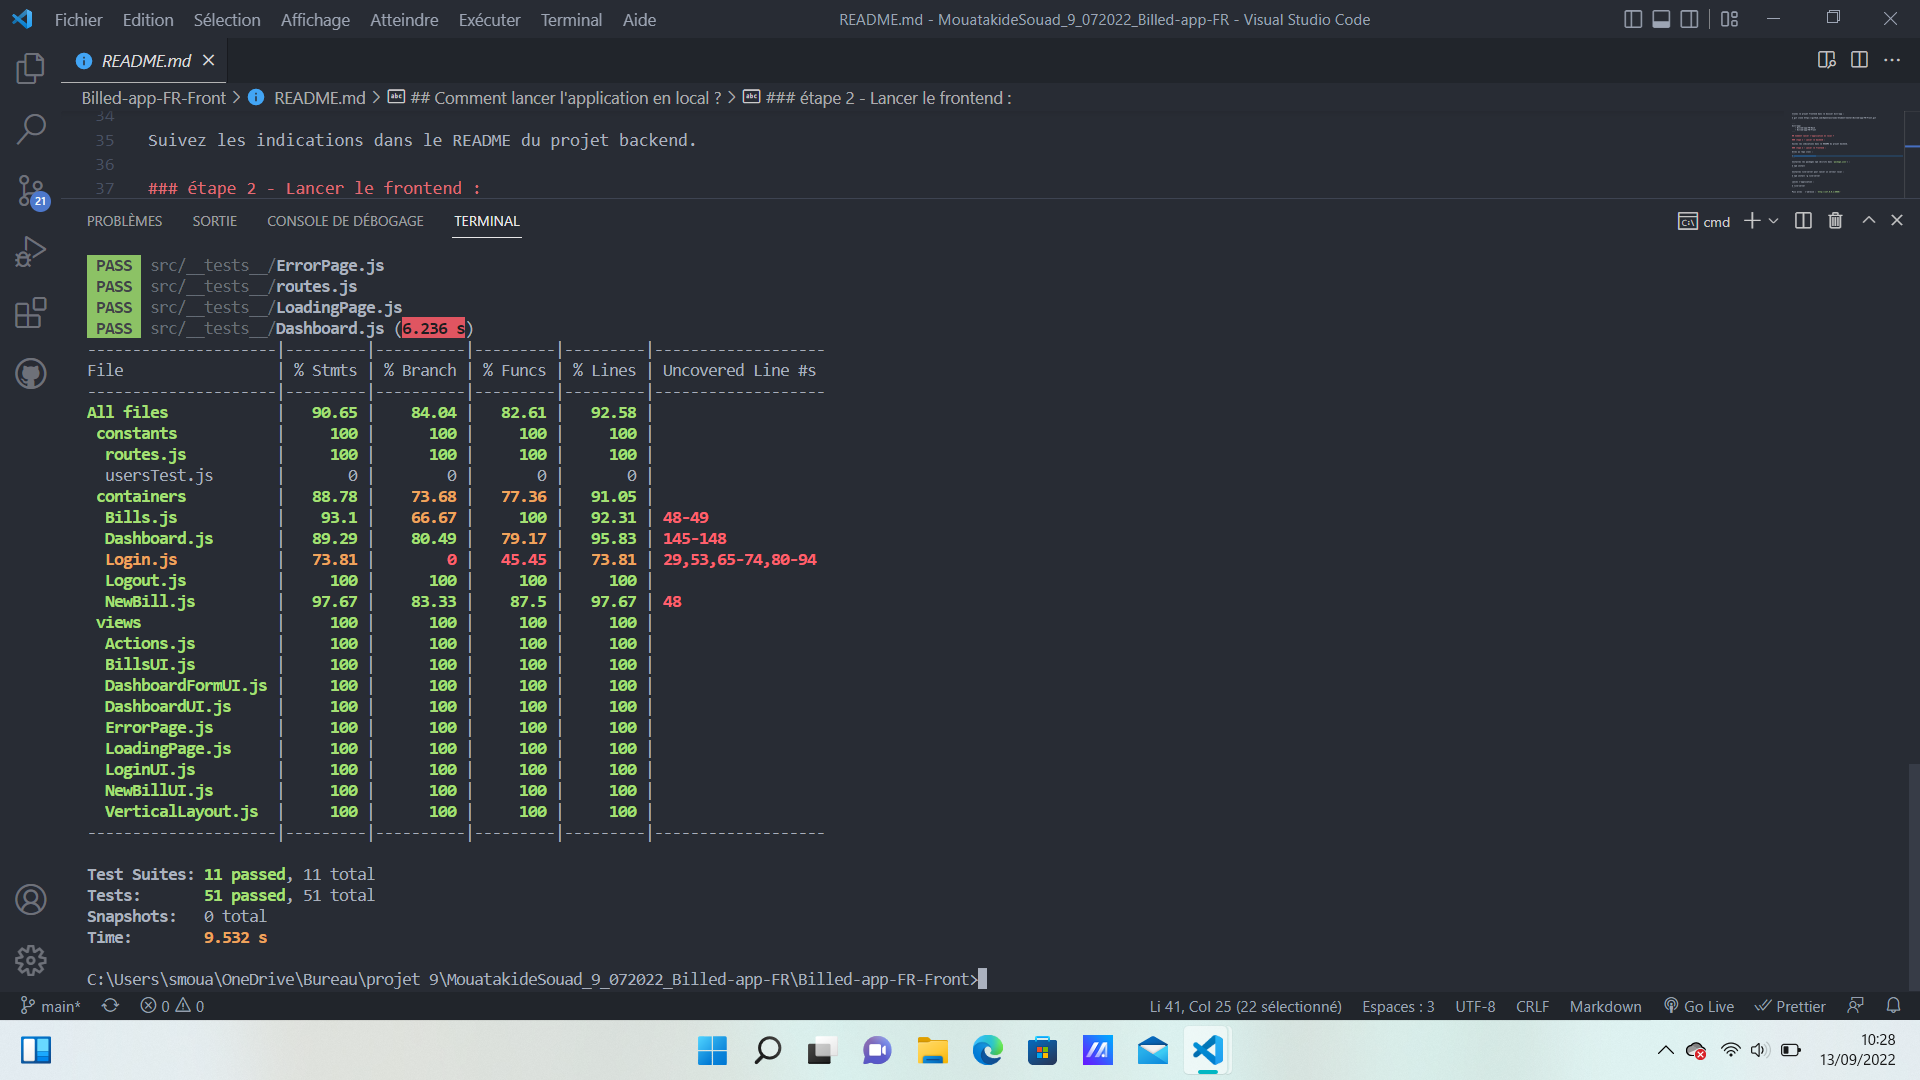 Fichier Edition Sélection Affichage Atteindre Exécuter Terminal Aide README.md - MouatakideSouad_9_072022_Billed-app-FR - Visual Studio Code
README.md
Billed-app-FR-Front > README.md > ## Comment lancer l'application en local ? > ### étape 2 - Lancer le frontend :
34
35 Suivez les indications dans le README du projet backend.
36
37 ### étape 2 - Lancer le frontend :
21
PROBLÈMES SORTIE CONSOLE DE DÉBOGAGE TERMINAL cmd
PASS src/__tests__/ErrorPage.js
PASS src/__tests__/routes.js
PASS src/__tests__/LoadingPage.js
PASS src/__tests__/Dashboard.js (6.236 s)
---------------------|---------|----------|---------|---------|-------------------
File | % Stmts | % Branch | % Funcs | % Lines | Uncovered Line #s
---------------------|---------|----------|---------|---------|-------------------
All files | 90.65 | 84.04 | 82.61 | 92.58 |
constants | 100 | 100 | 100 | 100 |
routes.js | 100 | 100 | 100 | 100 |
usersTest.js | 0 | 0 | 0 | 0 |
containers | 88.78 | 73.68 | 77.36 | 91.05 |
Bills.js | 93.1 | 66.67 | 100 | 92.31 | 48-49
Dashboard.js | 89.29 | 80.49 | 79.17 | 95.83 | 145-148
Login.js | 73.81 | 0 | 45.45 | 73.81 | 29,53,65-74,80-94
Logout.js | 100 | 100 | 100 | 100 |
NewBill.js | 97.67 | 83.33 | 87.5 | 97.67 | 48
views | 100 | 100 | 100 | 100 |
Actions.js | 100 | 100 | 100 | 100 |
BillsUI.js | 100 | 100 | 100 | 100 |
DashboardFormUI.js | 100 | 100 | 100 | 100 |
DashboardUI.js | 100 | 100 | 100 | 100 |
ErrorPage.js | 100 | 100 | 100 | 100 |
LoadingPage.js | 100 | 100 | 100 | 100 |
LoginUI.js | 100 | 100 | 100 | 100 |
NewBillUI.js | 100 | 100 | 100 | 100 |
VerticalLayout.js | 100 | 100 | 100 | 100 |
---------------------|---------|----------|---------|---------|-------------------
Test Suites: 11 passed, 11 total
Tests: 51 passed, 51 total
Snapshots: 0 total
Time: 9.532 s
C:\Users\smoua\OneDrive\Bureau\projet 9\MouatakideSouad_9_072022_Billed-app-FR\Billed-app-FR-Front>
main* 0 0 Li 41, Col 25 (22 sélectionné) Espaces : 3 UTF-8 CRLF Markdown Go Live Prettier
10:28
13/09/2022